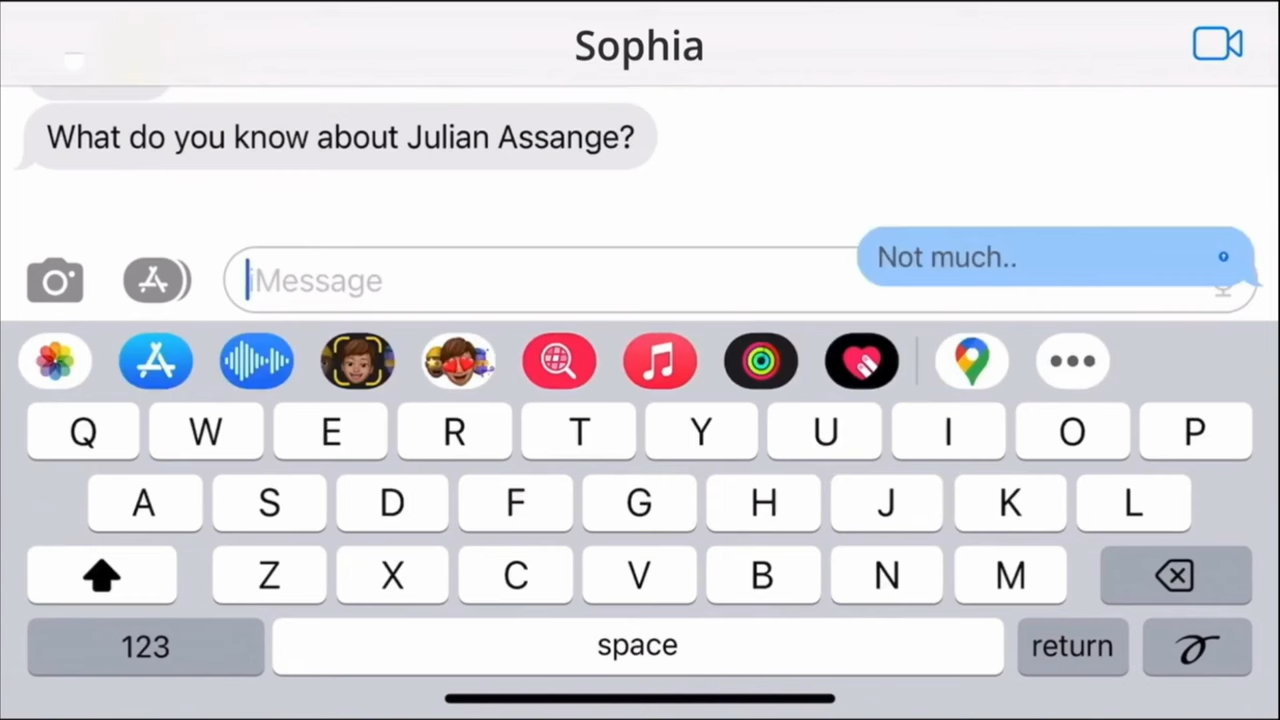 Sophia
What do you know about Julian Assange?
Not much..
iMessage
Q W E R T Y U I O P
A S D F G H J K L
Z X C V B N M
123 space return